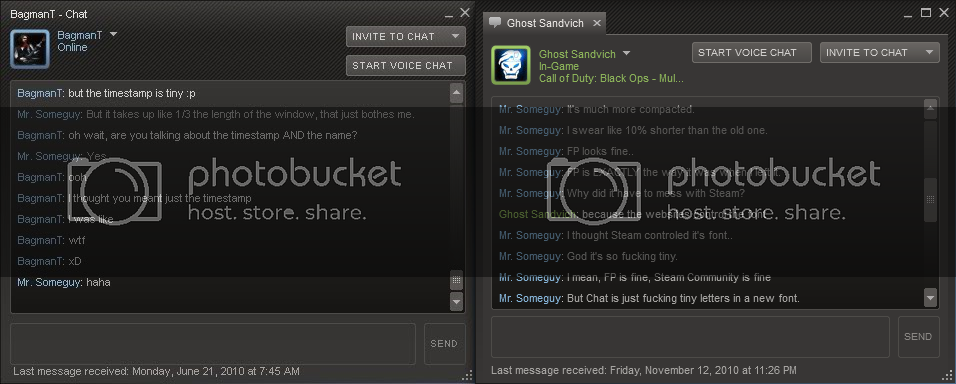 BagmanT - Chat
BagmanT
Online
INVITE TO CHAT
START VOICE CHAT
BagmanT: but the timestamp is tiny :p
Mr. Someguy: But it takes up like 1/3 the length of the window, that just bothes me.
BagmanT: oh wait, are you talking about the timestamp AND the name?
Mr. Someguy: Yes
BagmanT: ooh
BagmanT: I thought you meant just the timestamp
BagmanT: I was like
BagmanT: wtf
BagmanT: xD
Mr. Someguy: haha
SEND
Last message received: Monday, June 21, 2010 at 7:45 AM
photobucket
host. store. share.
Ghost Sandvich
Ghost Sandvich
In-Game
Call of Duty: Black Ops - Mul...
START VOICE CHAT
INVITE TO CHAT
Mr. Someguy: It's much more compacted.
Mr. Someguy: I swear like 10% shorter than the old one.
Mr. Someguy: FP looks fine..
Mr. Someguy: FP is EXACTLY the way it was when I left it.
Mr. Someguy: Why did it have to mess with Steam?
Ghost Sandvich: because the websites control the font
Mr. Someguy: I thought Steam controled it's font..
Mr. Someguy: God it's so fucking tiny.
Mr. Someguy: I mean, FP is fine, Steam Community is fine
Mr. Someguy: But Chat is just fucking tiny letters in a new font.
SEND
Last message received: Friday, November 12, 2010 at 11:26 PM
photobucket
host. store. share.